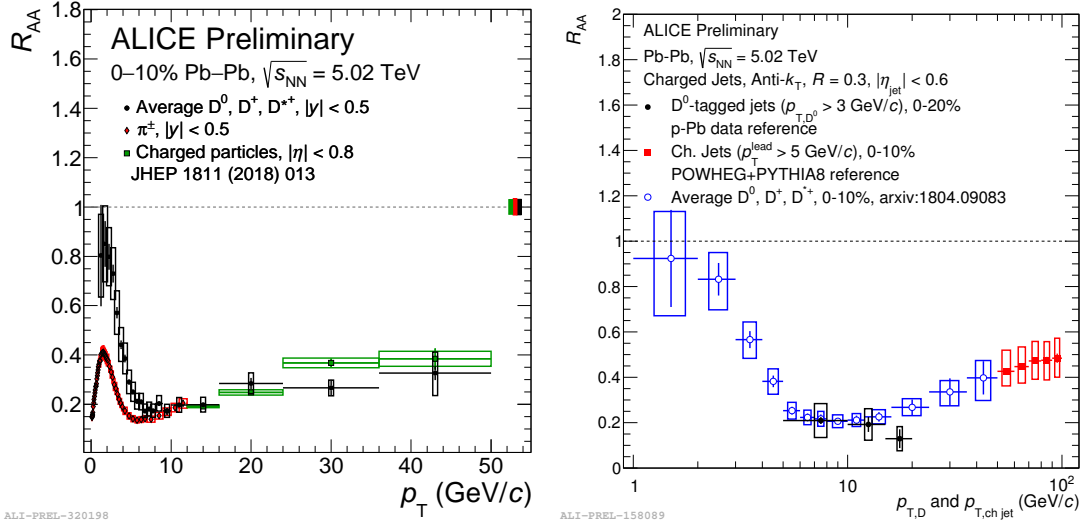 R_AA
1.8
1.6
1.4
1.2
1
0.8
0.6
0.4
0.2
ALICE Preliminary
0−10% Pb−Pb, √s_NN = 5.02 TeV
Average D⁰, D⁺, D*⁺, |y| < 0.5
π±, |y| < 0.5
Charged particles, |η| < 0.8
JHEP 1811 (2018) 013
0 10 20 30 40 50
p_T (GeV/c)
ALI-PREL-320198
R_AA
2
1.8
1.6
1.4
1.2
1
0.8
0.6
0.4
0.2
0
ALICE Preliminary
Pb-Pb, √s_NN = 5.02 TeV
Charged Jets, Anti-k_T, R = 0.3, |η_jet| < 0.6
D⁰-tagged jets (p_T,D⁰ > 3 GeV/c), 0-20%
p-Pb data reference
Ch. Jets (p_T^lead > 5 GeV/c), 0-10%
POWHEG+PYTHIA8 reference
Average D⁰, D⁺, D*⁺, 0-10%, arxiv:1804.09083
1 10 10²
p_T,D and p_T,ch jet (GeV/c)
ALI-PREL-158089